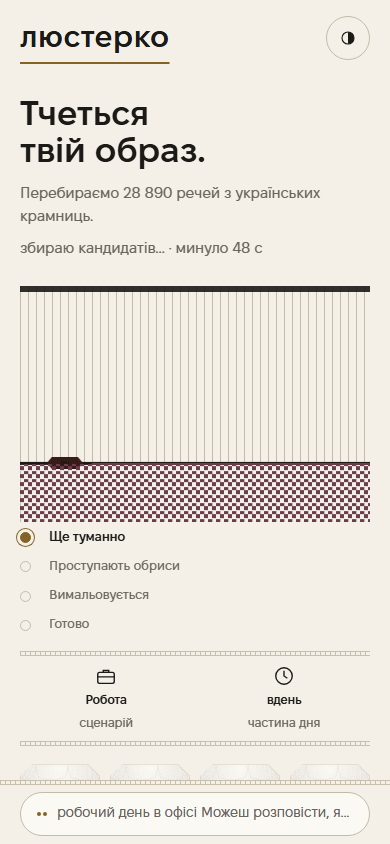 люстерко
Тчеться
твій образ.
Перебираємо 28 890 речей з українських
крамниць.
збираю кандидатів... · минуло 48 с
Ще туманно
Проступають обриси
Вимальовується
Готово
Робота
вдень
сценарій
частина дня
робочий день в офісі Можеш розповісти, я...